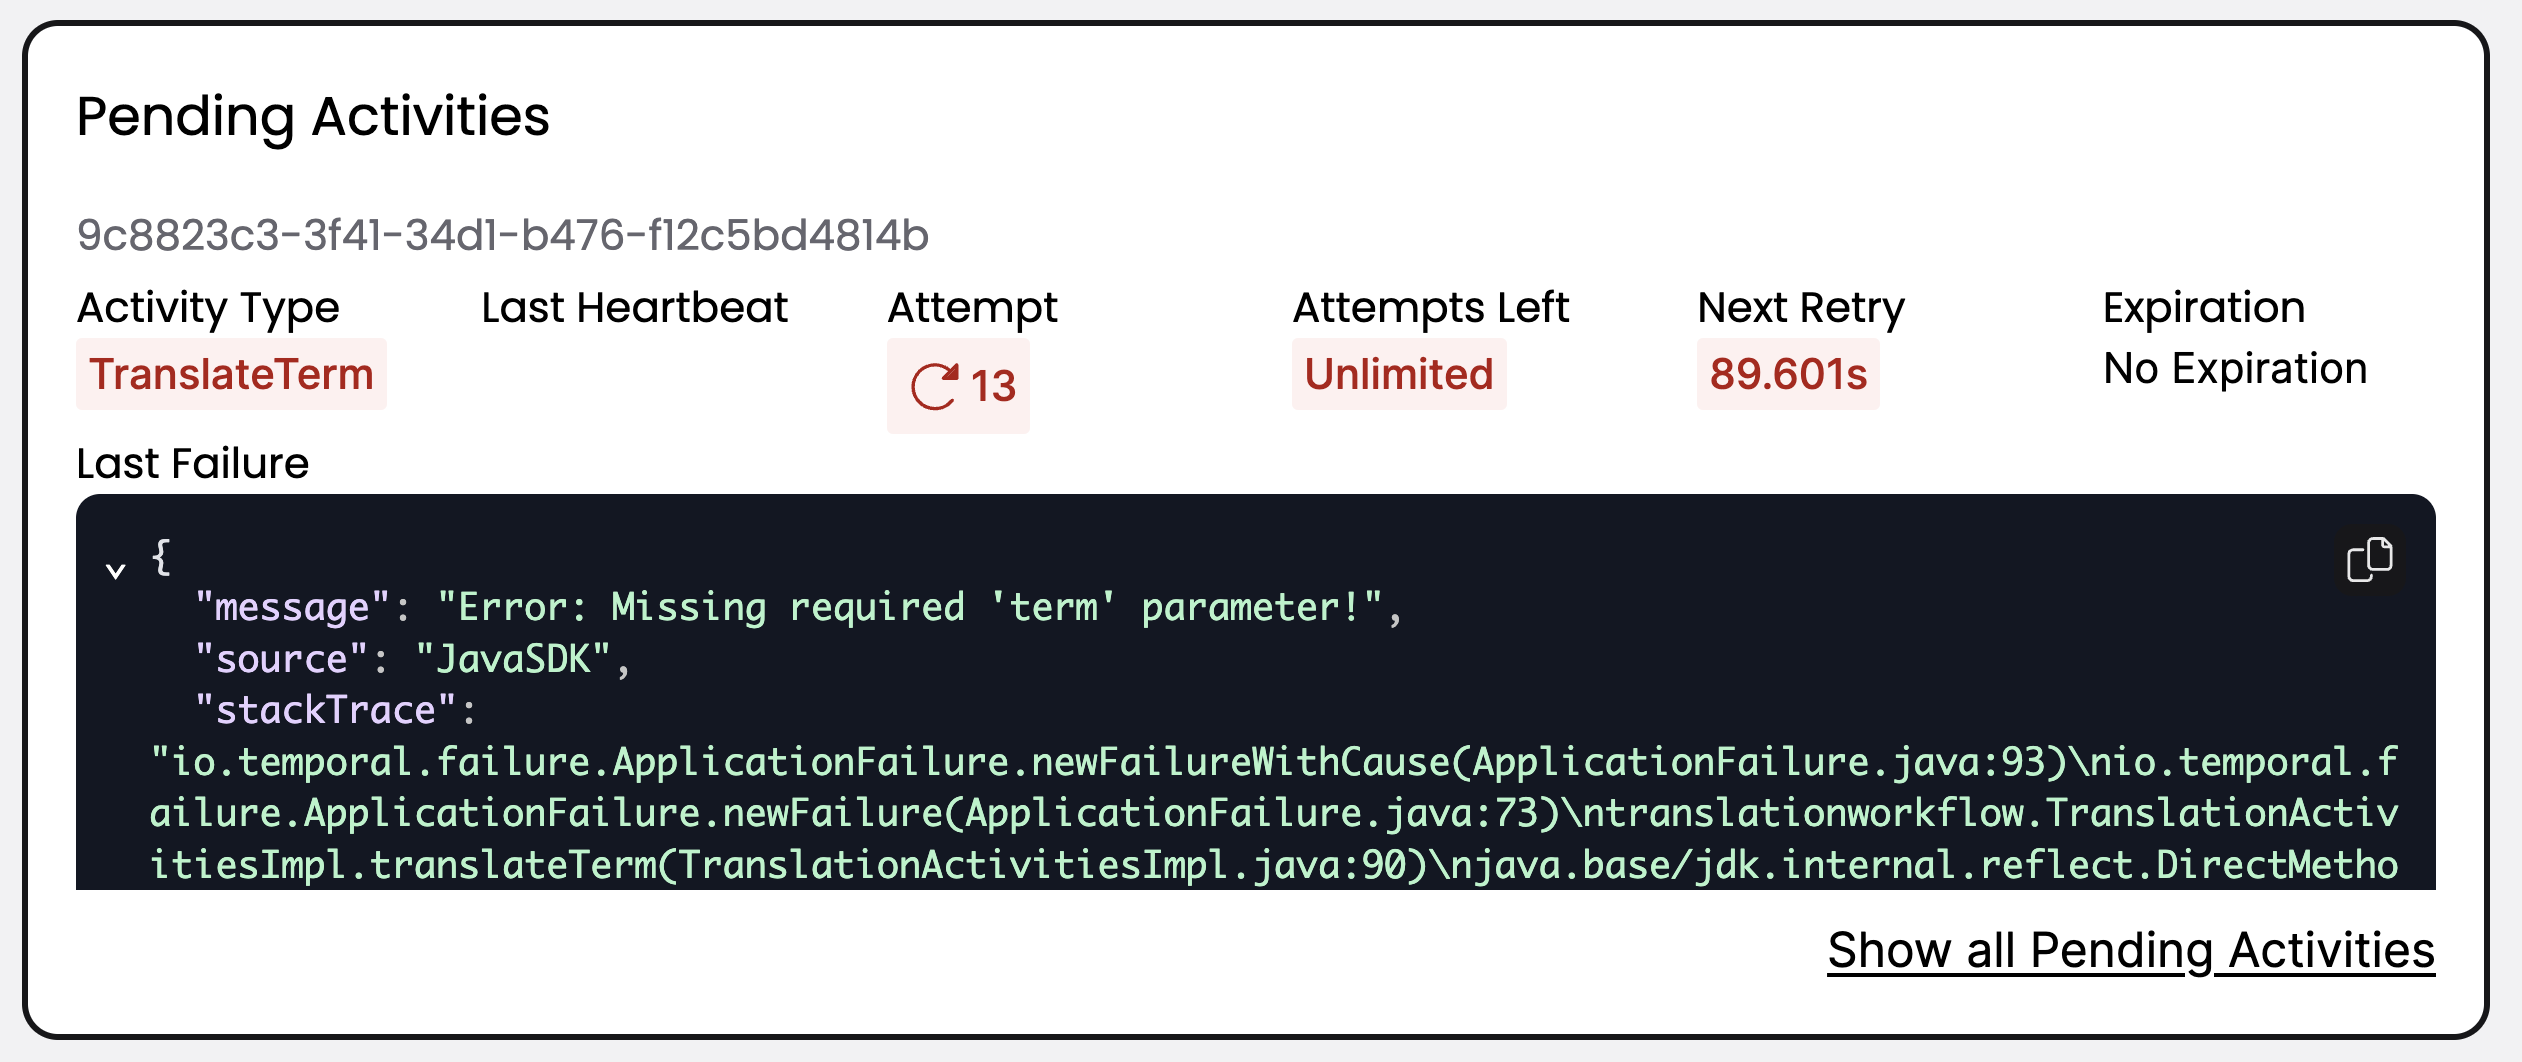 Pending Activities
9c8823c3-3f41-34d1-b476-f12c5bd4814b
Activity Type Last Heartbeat Attempt Attempts Left Next Retry Expiration
TranslateTerm 13 Unlimited 89.601s No Expiration
Last Failure
{
"message": "Error: Missing required 'term' parameter!",
"source": "JavaSDK",
"stackTrace":
"io.temporal.failure.ApplicationFailure.newFailureWithCause(ApplicationFailure.java:93)\nio.temporal.f
ailure.ApplicationFailure.newFailure(ApplicationFailure.java:73)\ntranslationworkflow.TranslationActiv
itiesImpl.translateTerm(TranslationActivitiesImpl.java:90)\njava.base/jdk.internal.reflect.DirectMetho
Show all Pending Activities